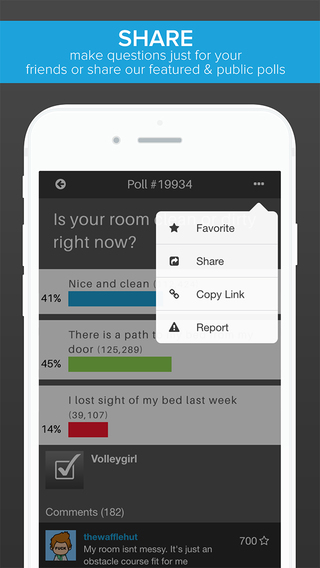 SHARE
make questions just for your
friends or share our featured & public polls
Poll #19934
Is your room
right now?
Favorite
Share
Copy Link
Report
Nice and clean
41%
There is a path
door (125,289)
45%
I lost sight of my bed last week
(39,107)
14%
Volleygirl
Comments (182)
thewafflehut
700
My room isnt messy. It's just an
obstacle course fit for me